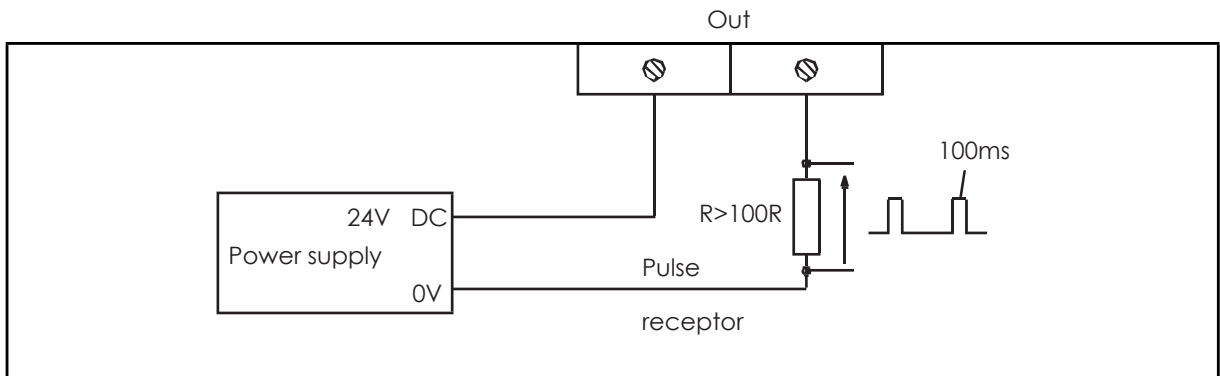 Out
100ms
R>100R
24V DC
Power supply
Pulse
0V
receptor